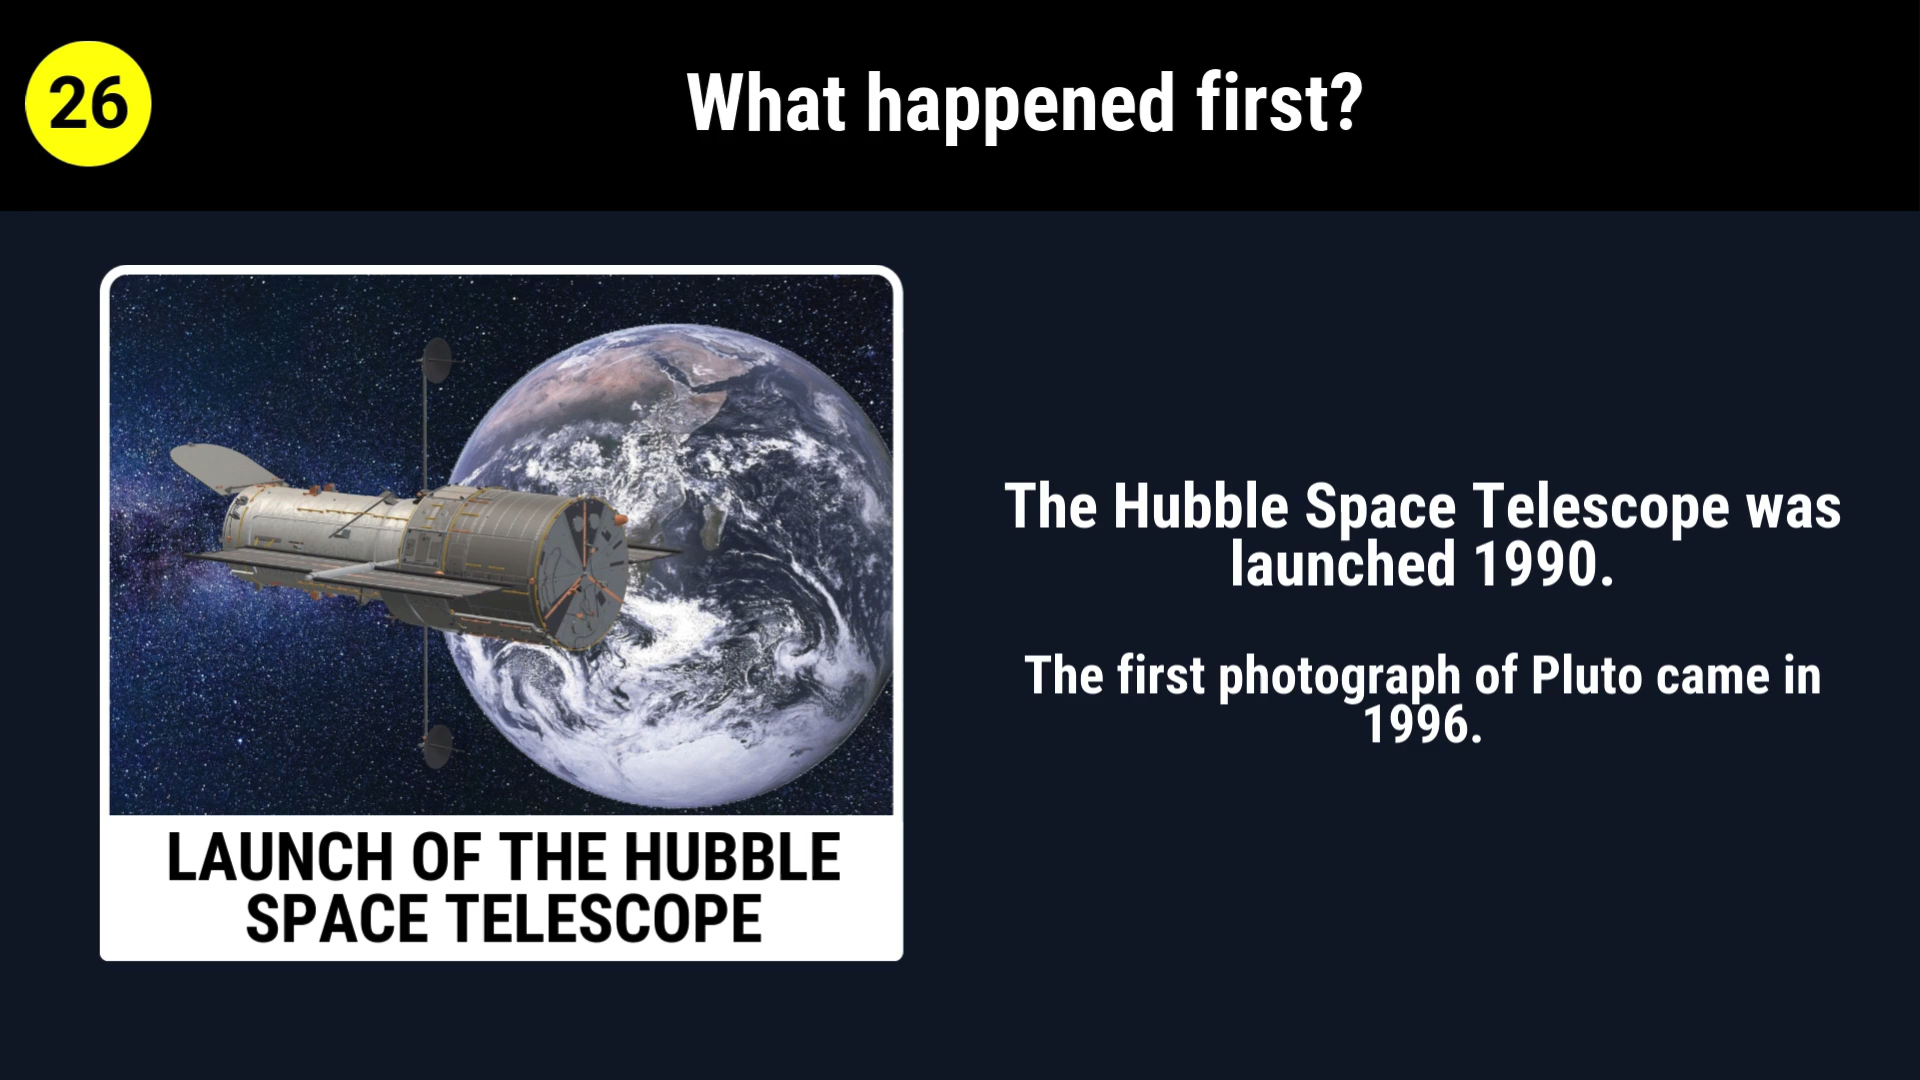 26
What happened first?
LAUNCH OF THE HUBBLE
SPACE TELESCOPE
The Hubble Space Telescope was
launched 1990.
The first photograph of Pluto came in
1996.